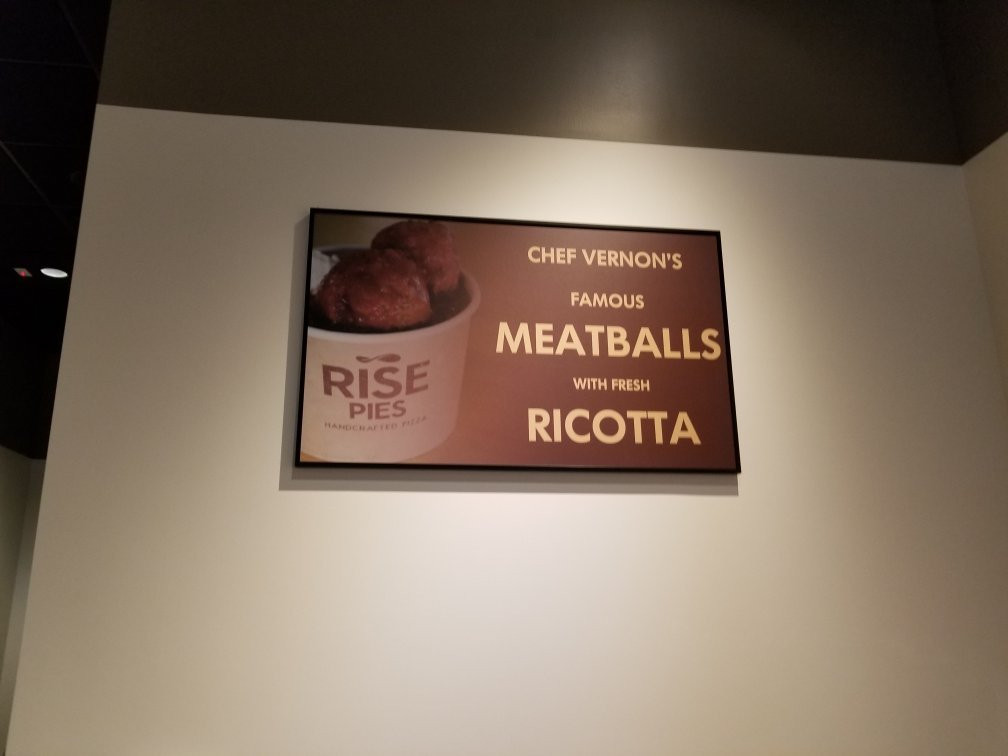 RISE
PIES
HANDCRAFTED PIZZA
CHEF VERNON'S
FAMOUS
MEATBALLS
WITH FRESH
RICOTTA